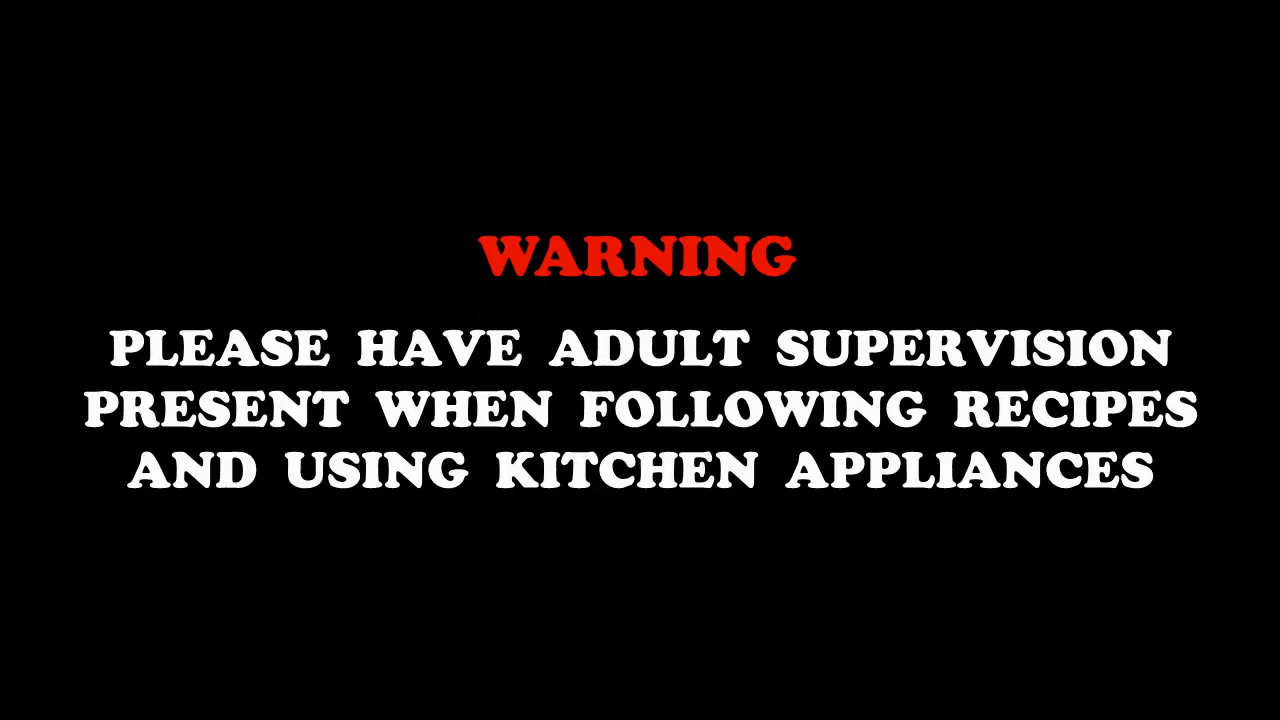 WARNING
PLEASE HAVE ADULT SUPERVISION
PRESENT WHEN FOLLOWING RECIPES
AND USING KITCHEN APPLIANCES